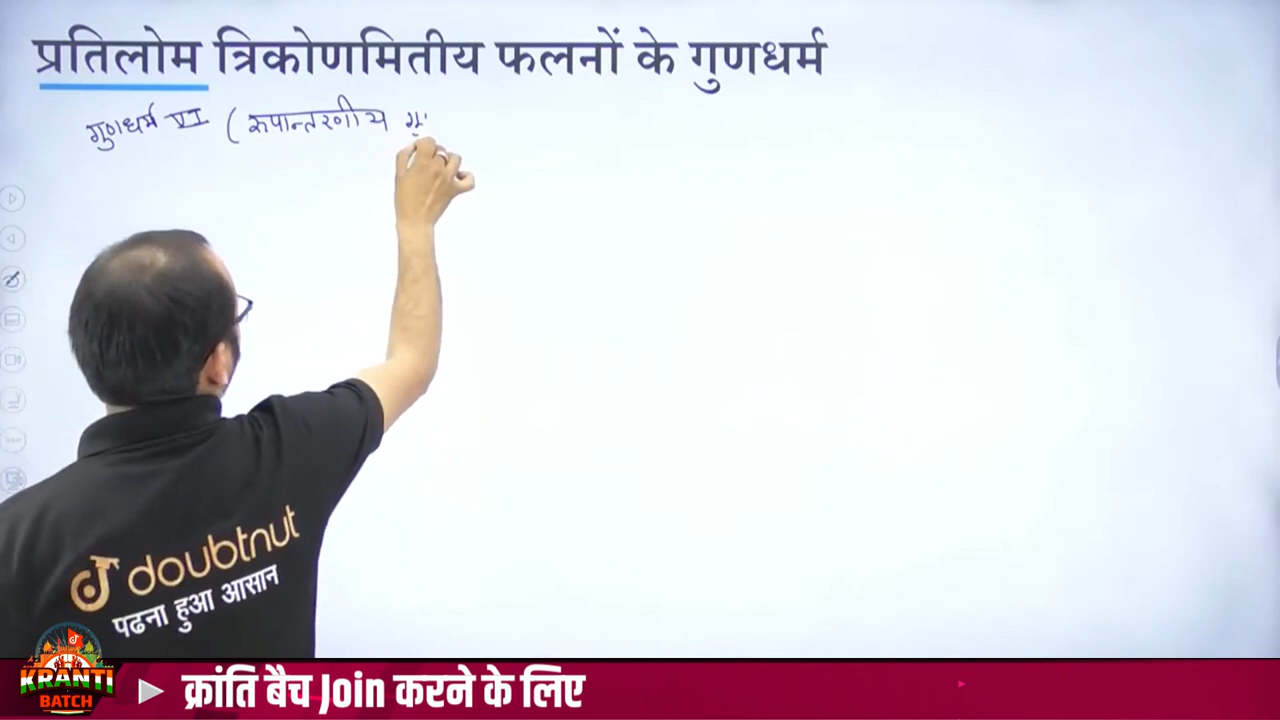 प्रतिलोम त्रिकोणमितीय फलनों के गुणधर्म
गुणधर्म VI (रूपान्तरणीय गु
doubtnut
पढना हुआ आसान
KRANTI
BATCH
क्रांति बैच Join करने के लिए